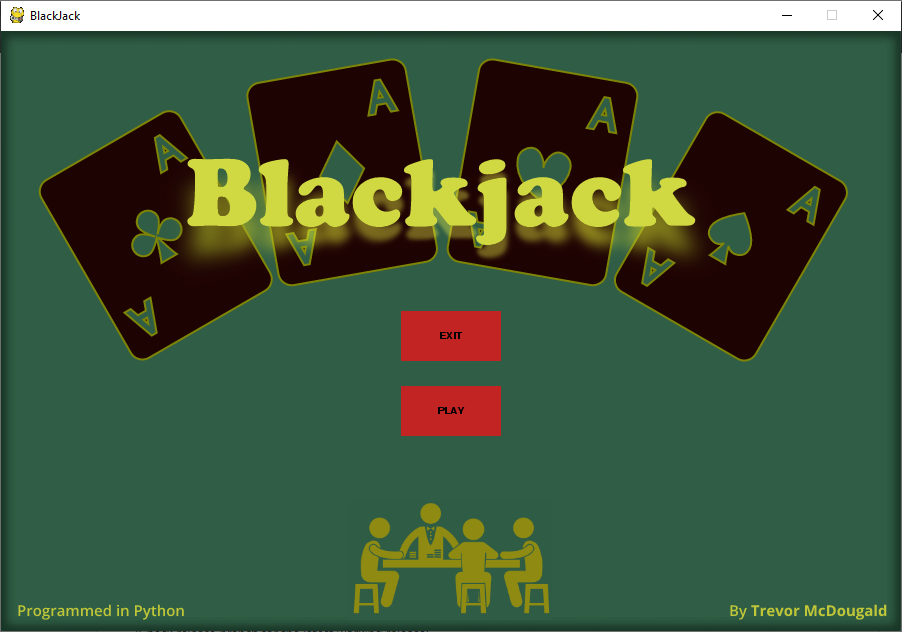 BlackJack
A
A
A
A
A
A
A
A
Blackjack
EXIT
PLAY
Programmed in Python
By Trevor McDougald